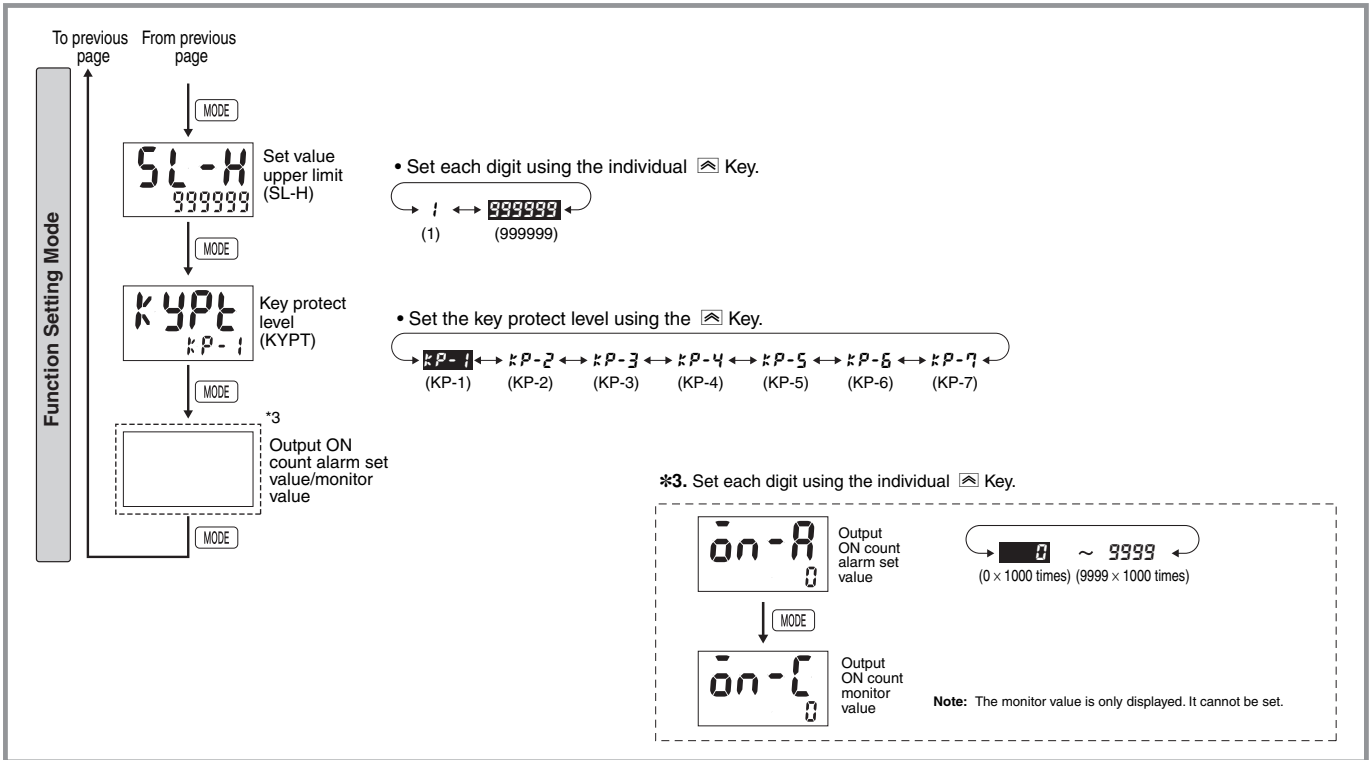 To previous page
From previous page
Function Setting Mode
MODE
SL-H
999999
Set value
upper limit
(SL-H)
• Set each digit using the individual Key.
1 999999
(1) (999999)
MODE
KYPt
KP-1
Key protect
level
(KYPT)
• Set the key protect level using the Key.
KP-1 KP-2 KP-3 KP-4 KP-5 KP-6 KP-7
(KP-1) (KP-2) (KP-3) (KP-4) (KP-5) (KP-6) (KP-7)
MODE
*3
Output ON
count alarm set
value/monitor
value
MODE
*3. Set each digit using the individual Key.
on-A
0
Output
ON count
alarm set
value
0 ~ 9999
(0 × 1000 times) (9999 × 1000 times)
MODE
on-C
0
Output
ON count
monitor
value
Note: The monitor value is only displayed. It cannot be set.